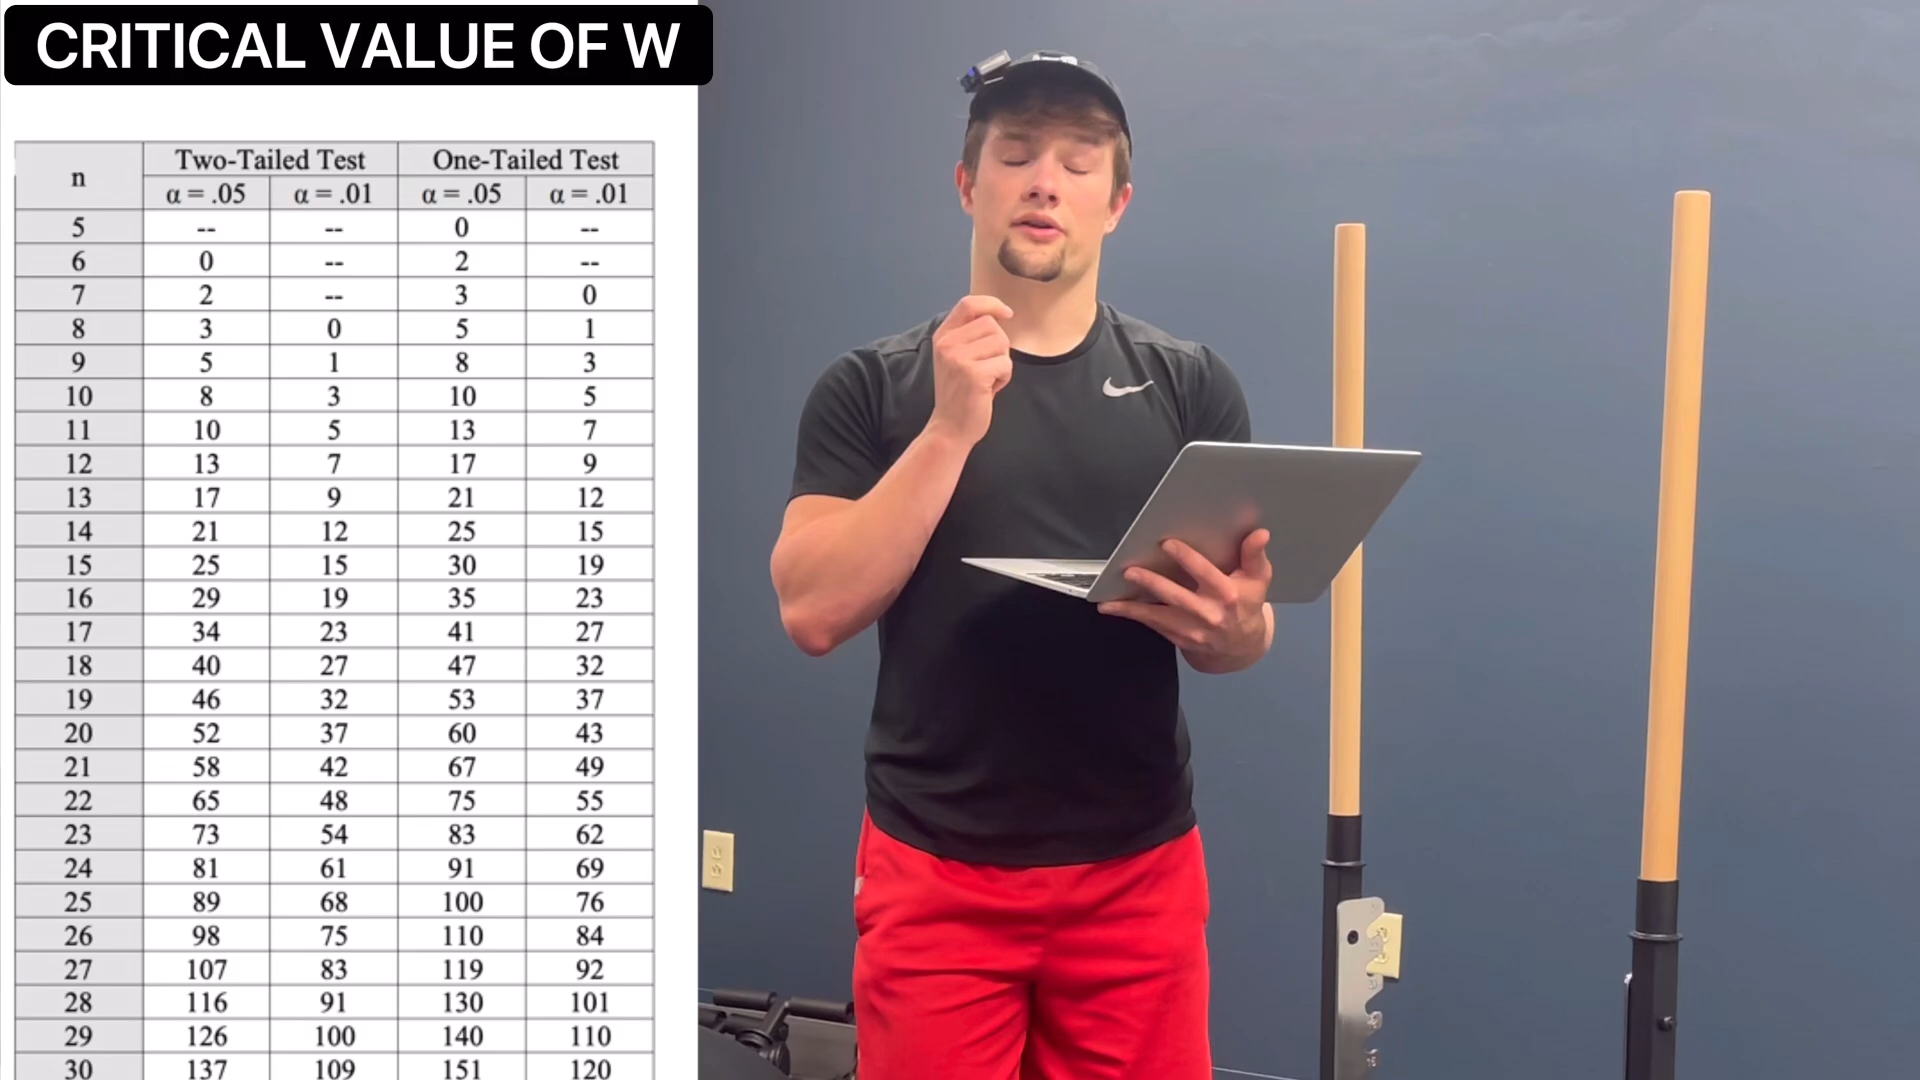 CRITICAL VALUE OF W
n Two-Tailed Test One-Tailed Test
α = .05 α = .01 α = .05 α = .01
5 -- -- 0 --
6 0 -- 2 --
7 2 -- 3 0
8 3 0 5 1
9 5 1 8 3
10 8 3 10 5
11 10 5 13 7
12 13 7 17 9
13 17 9 21 12
14 21 12 25 15
15 25 15 30 19
16 29 19 35 23
17 34 23 41 27
18 40 27 47 32
19 46 32 53 37
20 52 37 60 43
21 58 42 67 49
22 65 48 75 55
23 73 54 83 62
24 81 61 91 69
25 89 68 100 76
26 98 75 110 84
27 107 83 119 92
28 116 91 130 101
29 126 100 140 110
30 137 109 151 120